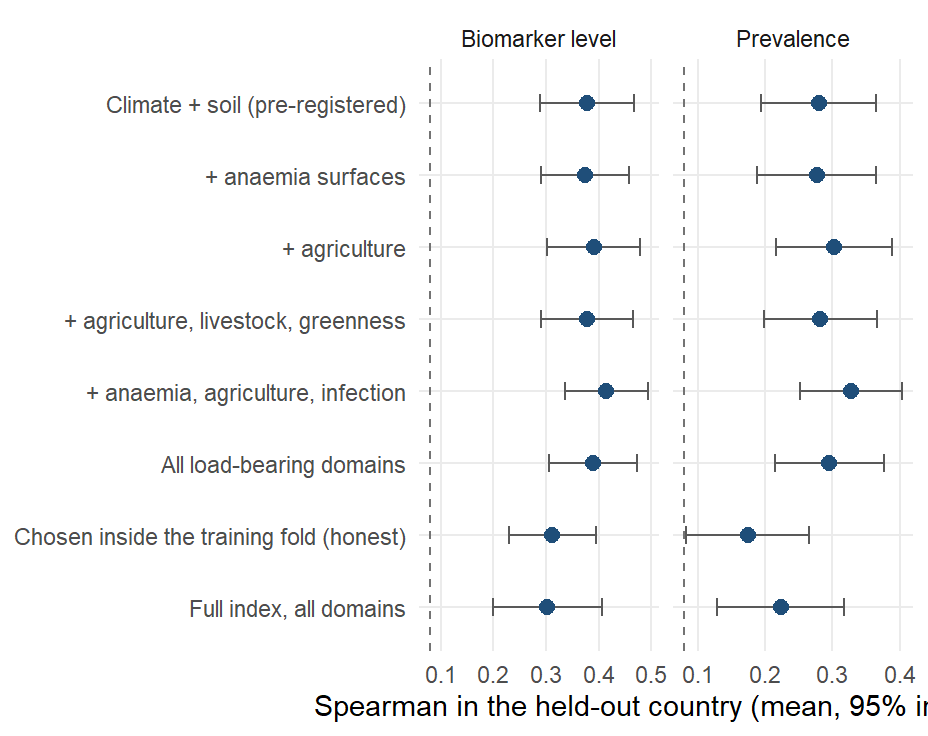 Biomarker level Prevalence
Climate + soil (pre-registered)
+ anaemia surfaces
+ agriculture
+ agriculture, livestock, greenness
+ anaemia, agriculture, infection
All load-bearing domains
Chosen inside the training fold (honest)
Full index, all domains
0.1 0.2 0.3 0.4 0.5 0.1 0.2 0.3 0.4
Spearman in the held-out country (mean, 95% in